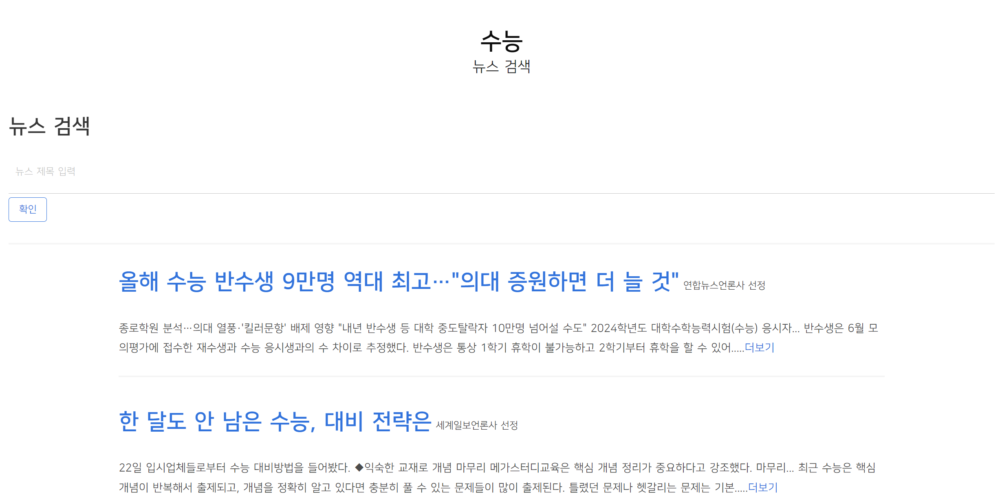 수능
뉴스 검색
뉴스 검색
뉴스 제목 입력
확인
올해 수능 반수생 9만명 역대 최고…"의대 증원하면 더 늘 것" 연합뉴스언론사 선정
종로학원 분석…의대 열풍·'킬러문항' 배제 영향 "내년 반수생 등 대학 중도탈락자 10만명 넘어설 수도" 2024학년도 대학수학능력시험(수능) 응시자... 반수생은 6월 모
의평가에 접수한 재수생과 수능 응시생과의 수 차이로 추정했다. 반수생은 통상 1학기 휴학이 불가능하고 2학기부터 휴학을 할 수 있어.....더보기
한 달도 안 남은 수능, 대비 전략은 세계일보언론사 선정
22일 입시업체들로부터 수능 대비방법을 들어봤다. ◆익숙한 교재로 개념 마무리 메가스터디교육은 핵심 개념 정리가 중요하다고 강조했다. 마무리... 최근 수능은 핵심
개념이 반복해서 출제되고, 개념을 정확히 알고 있다면 충분히 풀 수 있는 문제들이 많이 출제된다. 틀렸던 문제나 헷갈리는 문제는 기본.....더보기